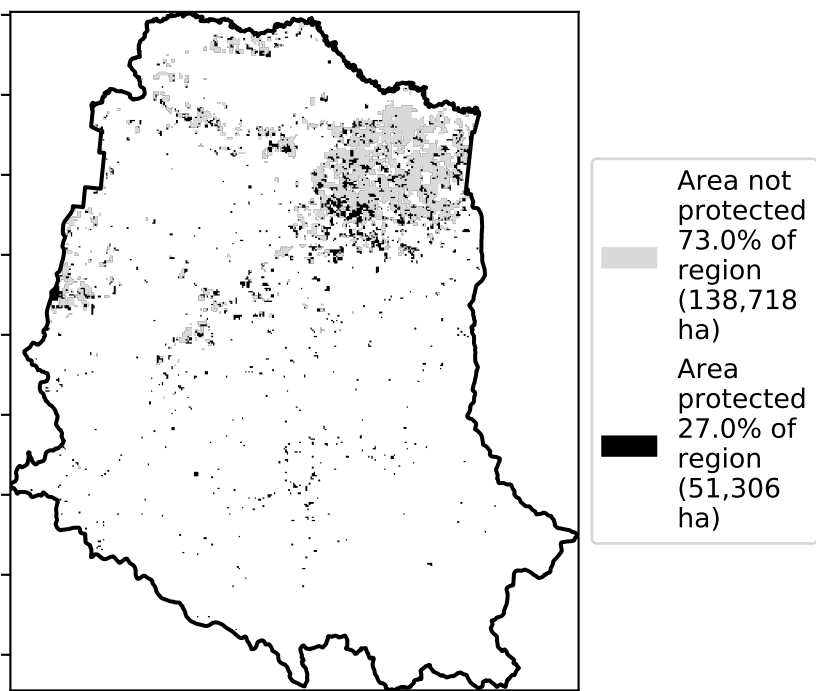 Area not
protected
73.0% of
region
(138,718
ha)
Area
protected
27.0% of
region
(51,306
ha)